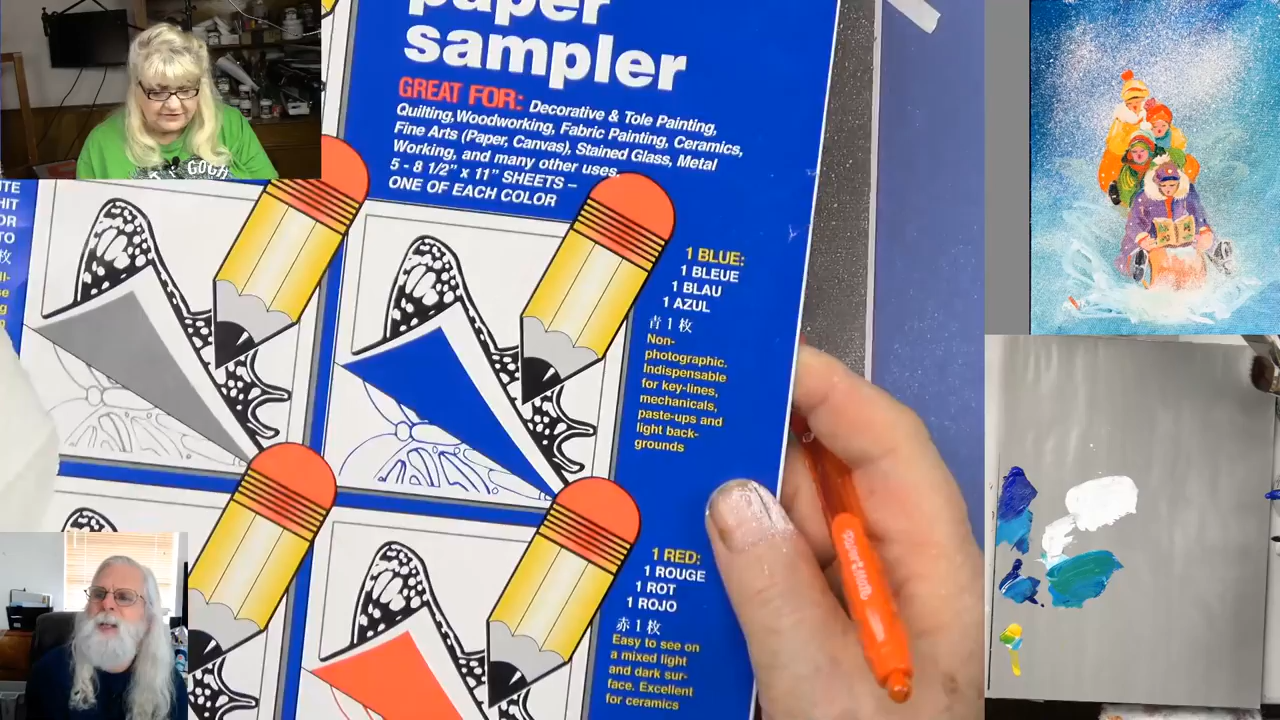 paper
sampler
GREAT FOR: Decorative & Tole Painting,
Quilting,Woodworking, Fabric Painting, Ceramics,
Fine Arts (Paper, Canvas), Stained Glass, Metal
Working, and many other uses.
5 - 8 1/2" x 11" SHEETS –
ONE OF EACH COLOR
1 BLUE:
1 BLEUE
1 BLAU
1 AZUL
青 1 枚
Non-
photographic.
Indispensable
for key-lines,
mechanicals,
paste-ups and
light back-
grounds
1 RED:
1 ROUGE
1 ROT
1 ROJO
赤 1 枚
Easy to see on
a mixed light
and dark sur-
face. Excellent
for ceramics
TO
枚
GOGH